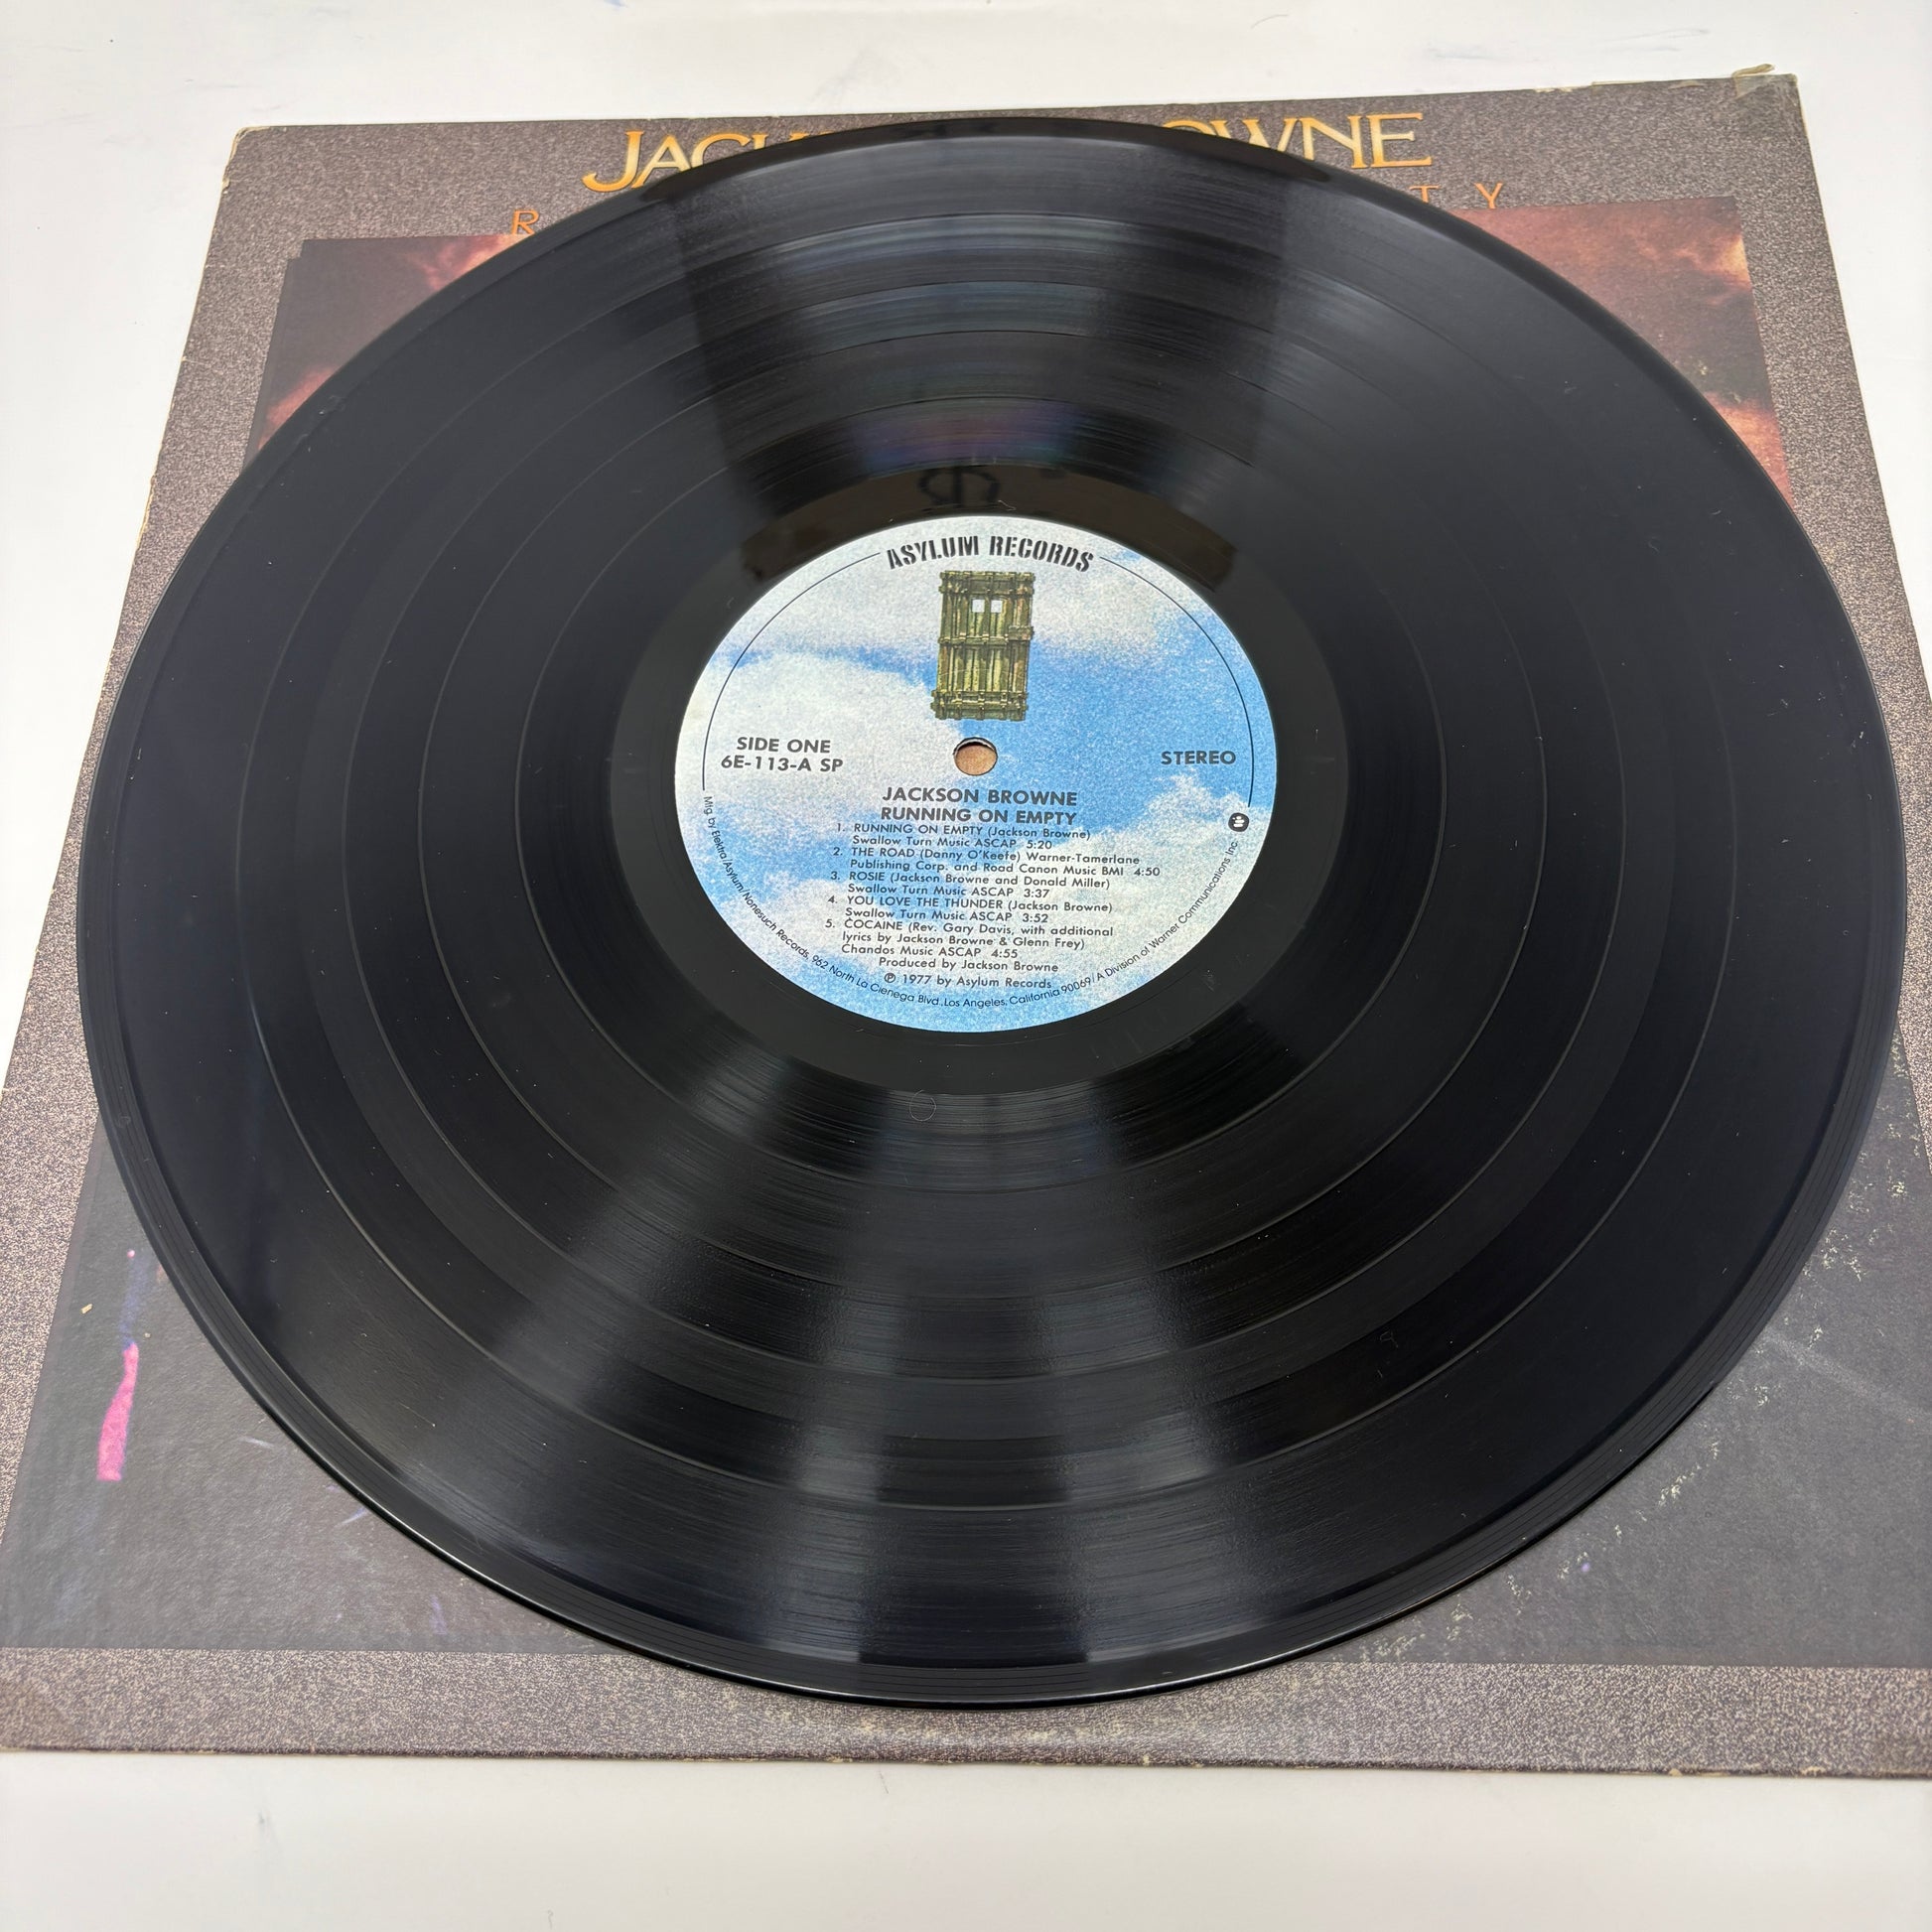 JACK OWNE
R T Y
ASYLUM RECORDS
SIDE ONE
6E-113-A SP
STEREO
JACKSON BROWNE
RUNNING ON EMPTY
1. RUNNING ON EMPTY (Jackson Browne)
Swallow Turn Music ASCAP 5:20
2. THE ROAD (Danny O'Keefe) Warner-Tamerlane
Publishing Corp. and Road Canon Music BMI 4:50
3. ROSIE (Jackson Browne and Donald Miller)
Swallow Turn Music ASCAP 3:37
4. YOU LOVE THE THUNDER (Jackson Browne)
Swallow Turn Music ASCAP 3:52
5. COCAINE (Rev. Gary Davis, with additional
lyrics by Jackson Browne & Glenn Frey)
Chandos Music ASCAP 4:55
Produced by Jackson Browne
℗ 1977 by Asylum Records
Mfg. by Elektra/Asylum/Nonesuch Records, 962 North La Cienega Blvd., Los Angeles, California 90069/A Division of Warner Communications Inc.